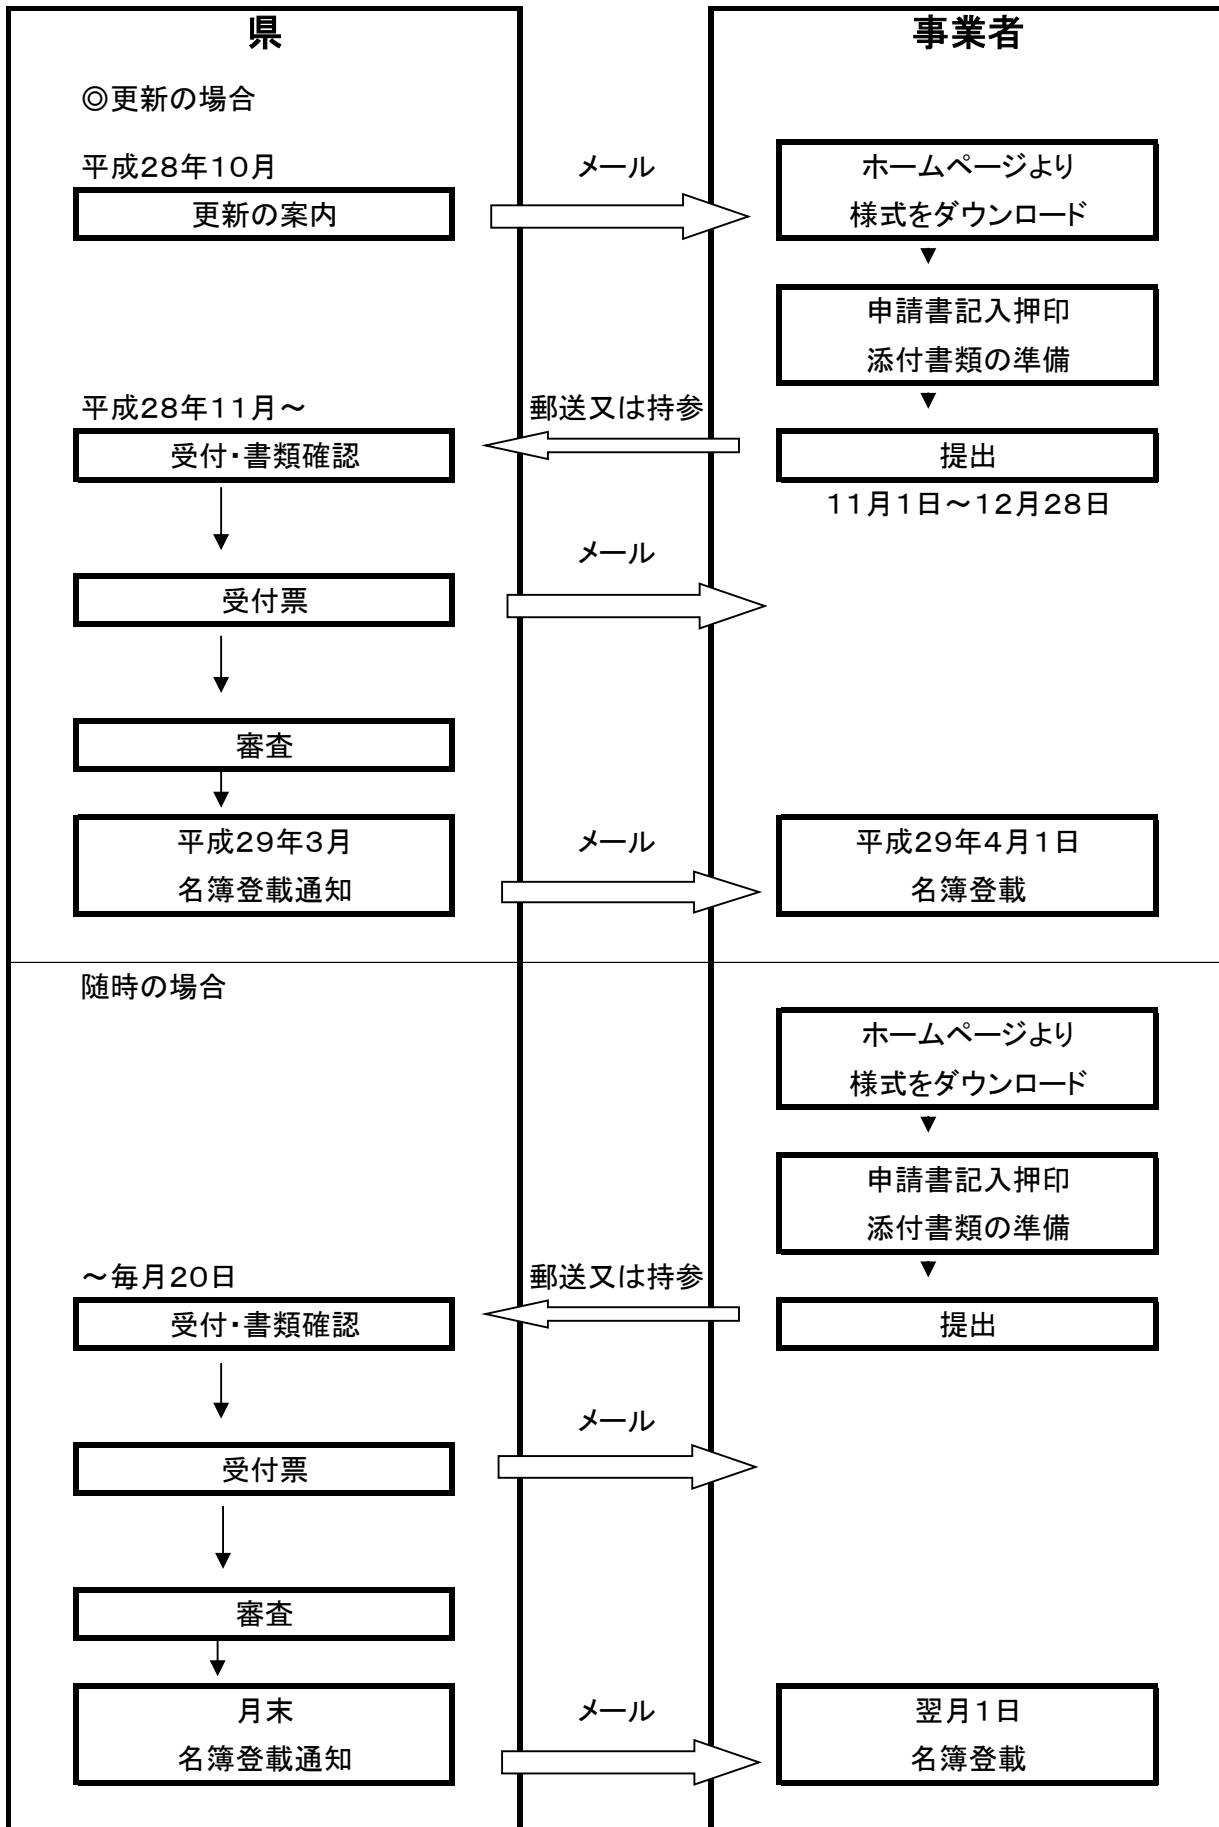 県
事業者
◎更新の場合
平成28年10月
メール
ホームページより
様式をダウンロード
更新の案内
申請書記入押印
添付書類の準備
平成28年11月～
郵送又は持参
受付・書類確認
提出
11月1日～12月28日
メール
受付票
審査
平成29年3月
名簿登載通知
メール
平成29年4月1日
名簿登載
随時の場合
ホームページより
様式をダウンロード
申請書記入押印
添付書類の準備
～毎月20日
郵送又は持参
受付・書類確認
提出
メール
受付票
審査
月末
名簿登載通知
メール
翌月1日
名簿登載